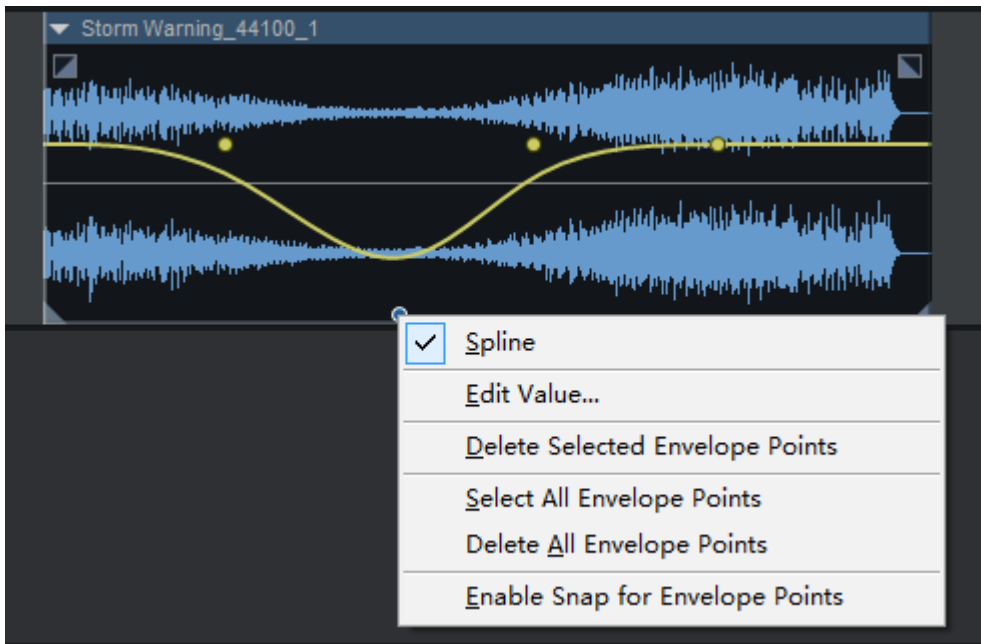 Storm Warning_44100_1
Spline
Edit Value...
Delete Selected Envelope Points
Select All Envelope Points
Delete All Envelope Points
Enable Snap for Envelope Points